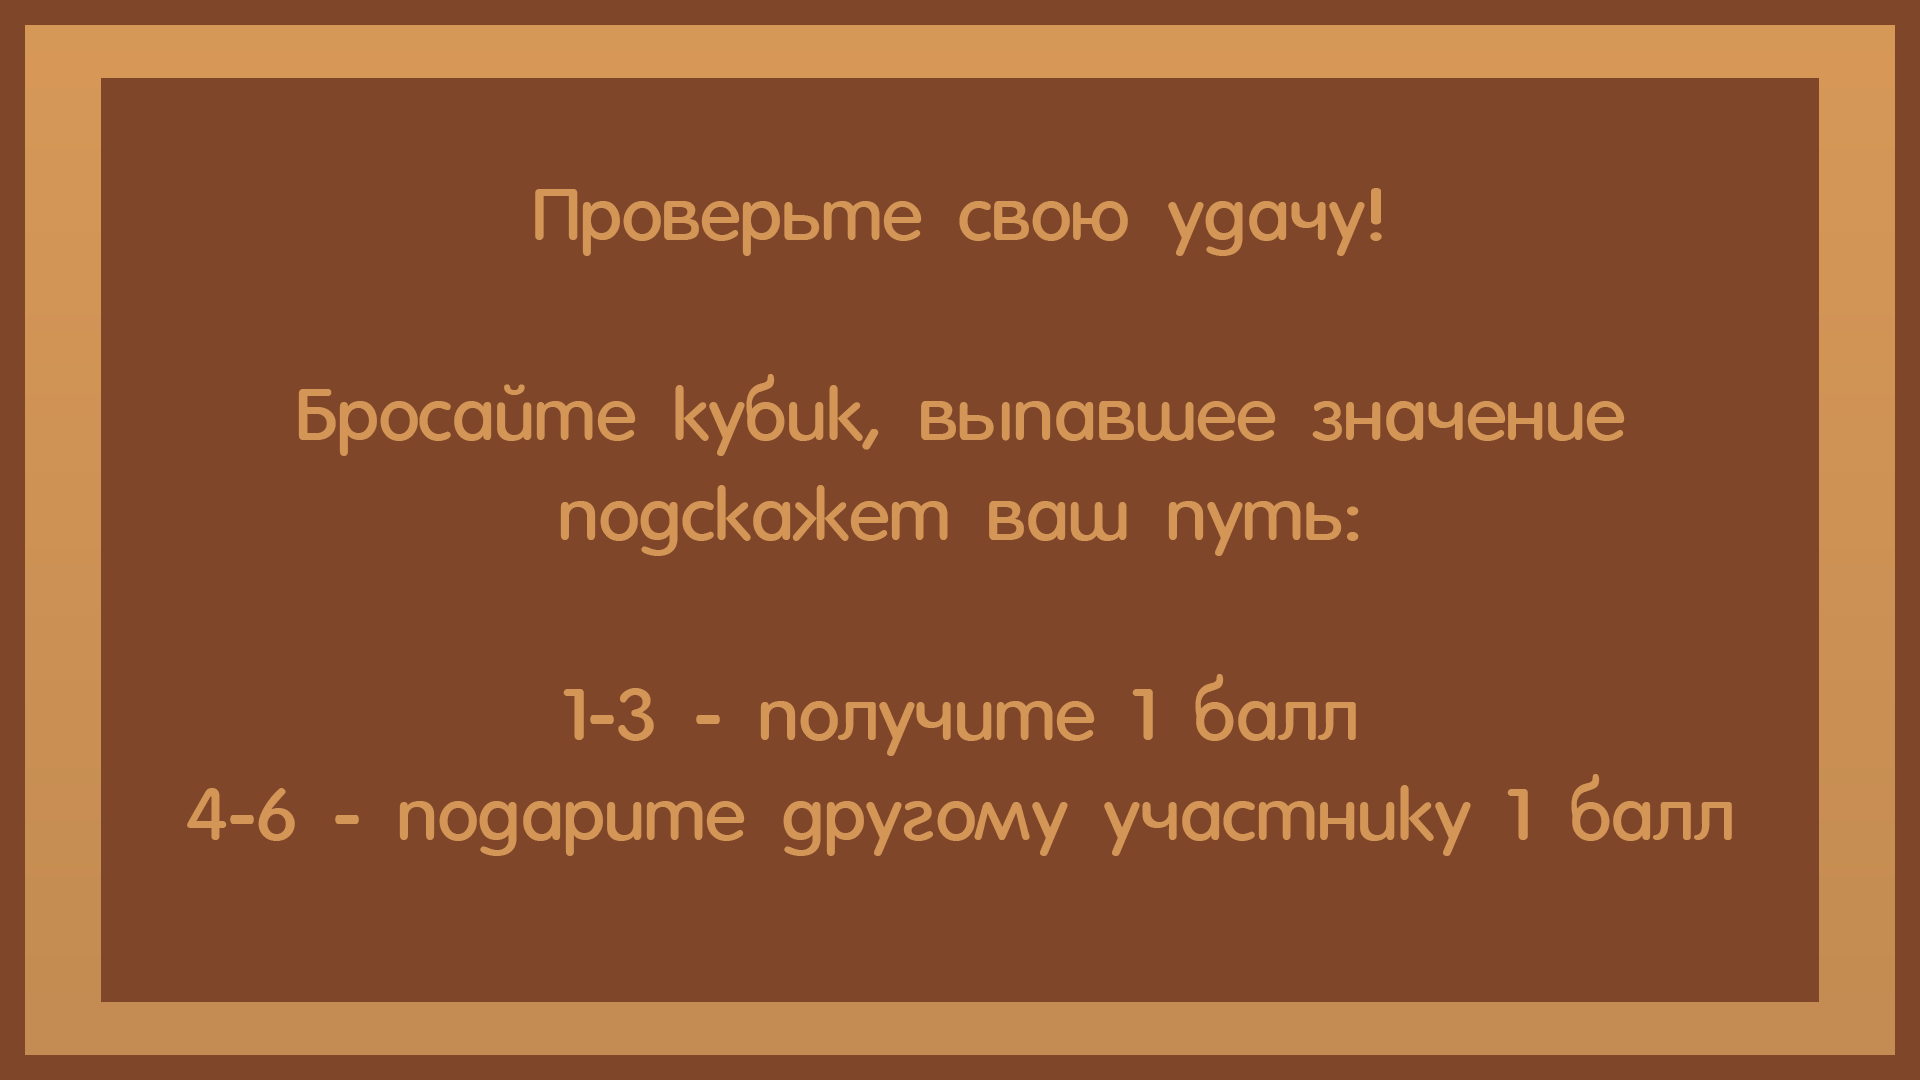 Проверьте свою удачу!
Бросайте кубик, выпавшее значение
подскажет ваш путь:
1-3 - получите 1 балл
4-6 - подарите другому участнику 1 балл